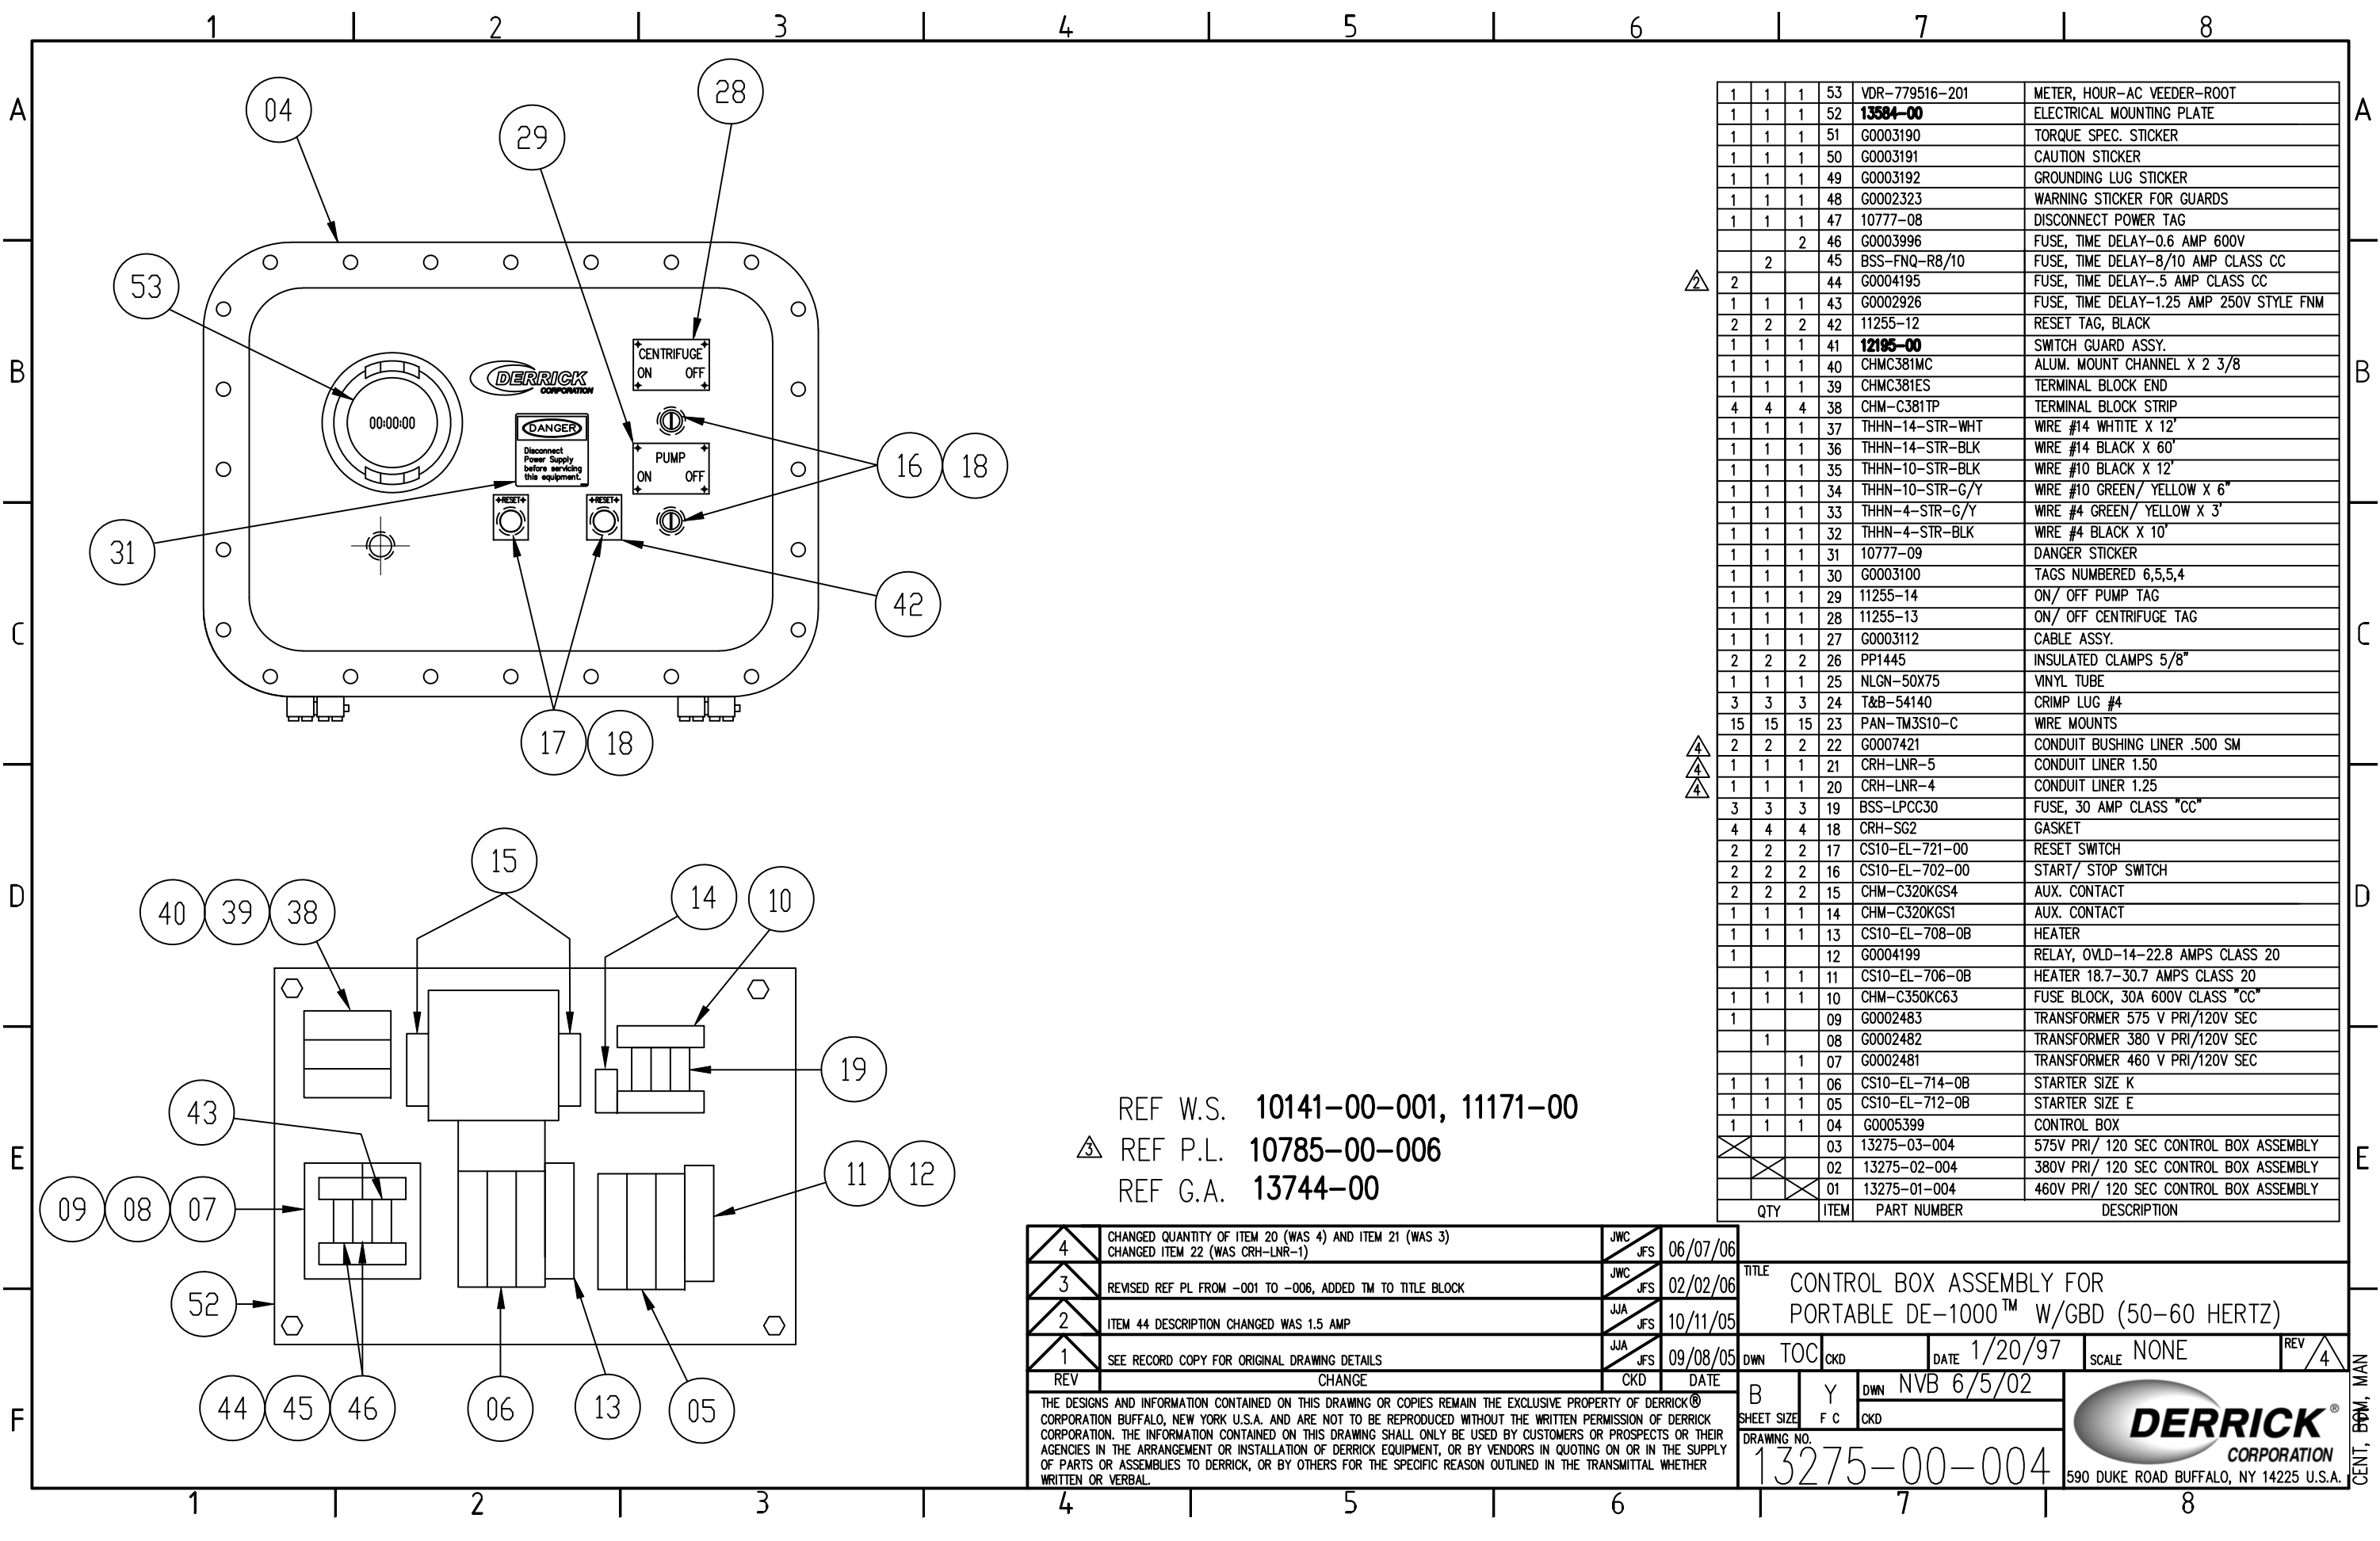 1 2 3 4 5 6 7 8
A A
B B
C C
D D
E E
F
04
28
29
53
00:00:00
DERRICK
CORPORATION
CENTRIFUGE
ON OFF
DANGER
Disconnect
Power Supply
before servicing
this equipment.
PUMP
ON OFF
RESET RESET
16 18
31
42
17 18
15
40 39 38
14 10
19
43
11 12
09 08 07
52
44 45 46
06 13 05
REF W.S. 10141-00-001, 11171-00
3 REF P.L. 10785-00-006
REF G.A. 13744-00
1 1 1 53 VDR-779516-201 METER, HOUR-AC VEEDER-ROOT
1 1 1 52 13584-00 ELECTRICAL MOUNTING PLATE
1 1 1 51 G0003190 TORQUE SPEC. STICKER
1 1 1 50 G0003191 CAUTION STICKER
1 1 1 49 G0003192 GROUNDING LUG STICKER
1 1 1 48 G0002323 WARNING STICKER FOR GUARDS
1 1 1 47 10777-08 DISCONNECT POWER TAG
2 46 G0003996 FUSE, TIME DELAY-0.6 AMP 600V
2 45 BSS-FNQ-R8/10 FUSE, TIME DELAY-8/10 AMP CLASS CC
2 2 44 G0004195 FUSE, TIME DELAY-.5 AMP CLASS CC
1 1 1 43 G0002926 FUSE, TIME DELAY-1.25 AMP 250V STYLE FNM
2 2 2 42 11255-12 RESET TAG, BLACK
1 1 1 41 12195-00 SWITCH GUARD ASSY.
1 1 1 40 CHMC381MC ALUM. MOUNT CHANNEL X 2 3/8
1 1 1 39 CHMC381ES TERMINAL BLOCK END
4 4 4 38 CHM-C381TP TERMINAL BLOCK STRIP
1 1 1 37 THHN-14-STR-WHT WIRE #14 WHTITE X 12'
1 1 1 36 THHN-14-STR-BLK WIRE #14 BLACK X 60'
1 1 1 35 THHN-10-STR-BLK WIRE #10 BLACK X 12'
1 1 1 34 THHN-10-STR-G/Y WIRE #10 GREEN/ YELLOW X 6"
1 1 1 33 THHN-4-STR-G/Y WIRE #4 GREEN/ YELLOW X 3'
1 1 1 32 THHN-4-STR-BLK WIRE #4 BLACK X 10'
1 1 1 31 10777-09 DANGER STICKER
1 1 1 30 G0003100 TAGS NUMBERED 6,5,5,4
1 1 1 29 11255-14 ON/ OFF PUMP TAG
1 1 1 28 11255-13 ON/ OFF CENTRIFUGE TAG
1 1 1 27 G0003112 CABLE ASSY.
2 2 2 26 PP1445 INSULATED CLAMPS 5/8"
1 1 1 25 NLGN-50X75 VINYL TUBE
3 3 3 24 T&B-54140 CRIMP LUG #4
15 15 15 23 PAN-TM3S10-C WIRE MOUNTS
4 2 2 2 22 G0007421 CONDUIT BUSHING LINER .500 SM
4 1 1 1 21 CRH-LNR-5 CONDUIT LINER 1.50
4 1 1 1 20 CRH-LNR-4 CONDUIT LINER 1.25
3 3 3 19 BSS-LPCC30 FUSE, 30 AMP CLASS "CC"
4 4 4 18 CRH-SG2 GASKET
2 2 2 17 CS10-EL-721-00 RESET SWITCH
2 2 2 16 CS10-EL-702-00 START/ STOP SWITCH
2 2 2 15 CHM-C320KGS4 AUX. CONTACT
1 1 1 14 CHM-C320KGS1 AUX. CONTACT
1 1 1 13 CS10-EL-708-0B HEATER
1 12 G0004199 RELAY, OVLD-14-22.8 AMPS CLASS 20
1 1 11 CS10-EL-706-0B HEATER 18.7-30.7 AMPS CLASS 20
1 1 1 10 CHM-C350KC63 FUSE BLOCK, 30A 600V CLASS "CC"
1 09 G0002483 TRANSFORMER 575 V PRI/120V SEC
1 08 G0002482 TRANSFORMER 380 V PRI/120V SEC
1 07 G0002481 TRANSFORMER 460 V PRI/120V SEC
1 1 1 06 CS10-EL-714-0B STARTER SIZE K
1 1 1 05 CS10-EL-712-0B STARTER SIZE E
1 1 1 04 G0005399 CONTROL BOX
03 13275-03-004 575V PRI/ 120 SEC CONTROL BOX ASSEMBLY
02 13275-02-004 380V PRI/ 120 SEC CONTROL BOX ASSEMBLY
01 13275-01-004 460V PRI/ 120 SEC CONTROL BOX ASSEMBLY
QTY ITEM PART NUMBER DESCRIPTION
4 CHANGED QUANTITY OF ITEM 20 (WAS 4) AND ITEM 21 (WAS 3) JWC JFS 06/07/06
CHANGED ITEM 22 (WAS CRH-LNR-1)
3 REVISED REF PL FROM -001 TO -006, ADDED TM TO TITLE BLOCK JWC JFS 02/02/06
2 ITEM 44 DESCRIPTION CHANGED WAS 1.5 AMP JJA JFS 10/11/05
1 SEE RECORD COPY FOR ORIGINAL DRAWING DETAILS JJA JFS 09/08/05
REV CHANGE CKD DATE
THE DESIGNS AND INFORMATION CONTAINED ON THIS DRAWING OR COPIES REMAIN THE EXCLUSIVE PROPERTY OF DERRICK®
CORPORATION BUFFALO, NEW YORK U.S.A. AND ARE NOT TO BE REPRODUCED WITHOUT THE WRITTEN PERMISSION OF DERRICK
CORPORATION. THE INFORMATION CONTAINED ON THIS DRAWING SHALL ONLY BE USED BY CUSTOMERS OR PROSPECTS OR THEIR
AGENCIES IN THE ARRANGEMENT OR INSTALLATION OF DERRICK EQUIPMENT, OR BY VENDORS IN QUOTING ON OR IN THE SUPPLY
OF PARTS OR ASSEMBLIES TO DERRICK, OR BY OTHERS FOR THE SPECIFIC REASON OUTLINED IN THE TRANSMITTAL WHETHER
WRITTEN OR VERBAL.
TITLE CONTROL BOX ASSEMBLY FOR
PORTABLE DE-1000™ W/GBD (50-60 HERTZ)
DWN TOC CKD DATE 1/20/97 SCALE NONE REV 4
B Y DWN NVB 6/5/02
SHEET SIZE F C CKD
DRAWING NO.
13275-00-004
DERRICK®
CORPORATION
590 DUKE ROAD BUFFALO, NY 14225 U.S.A.
CENT, BOM, MAN
1 2 3 4 5 6 7 8